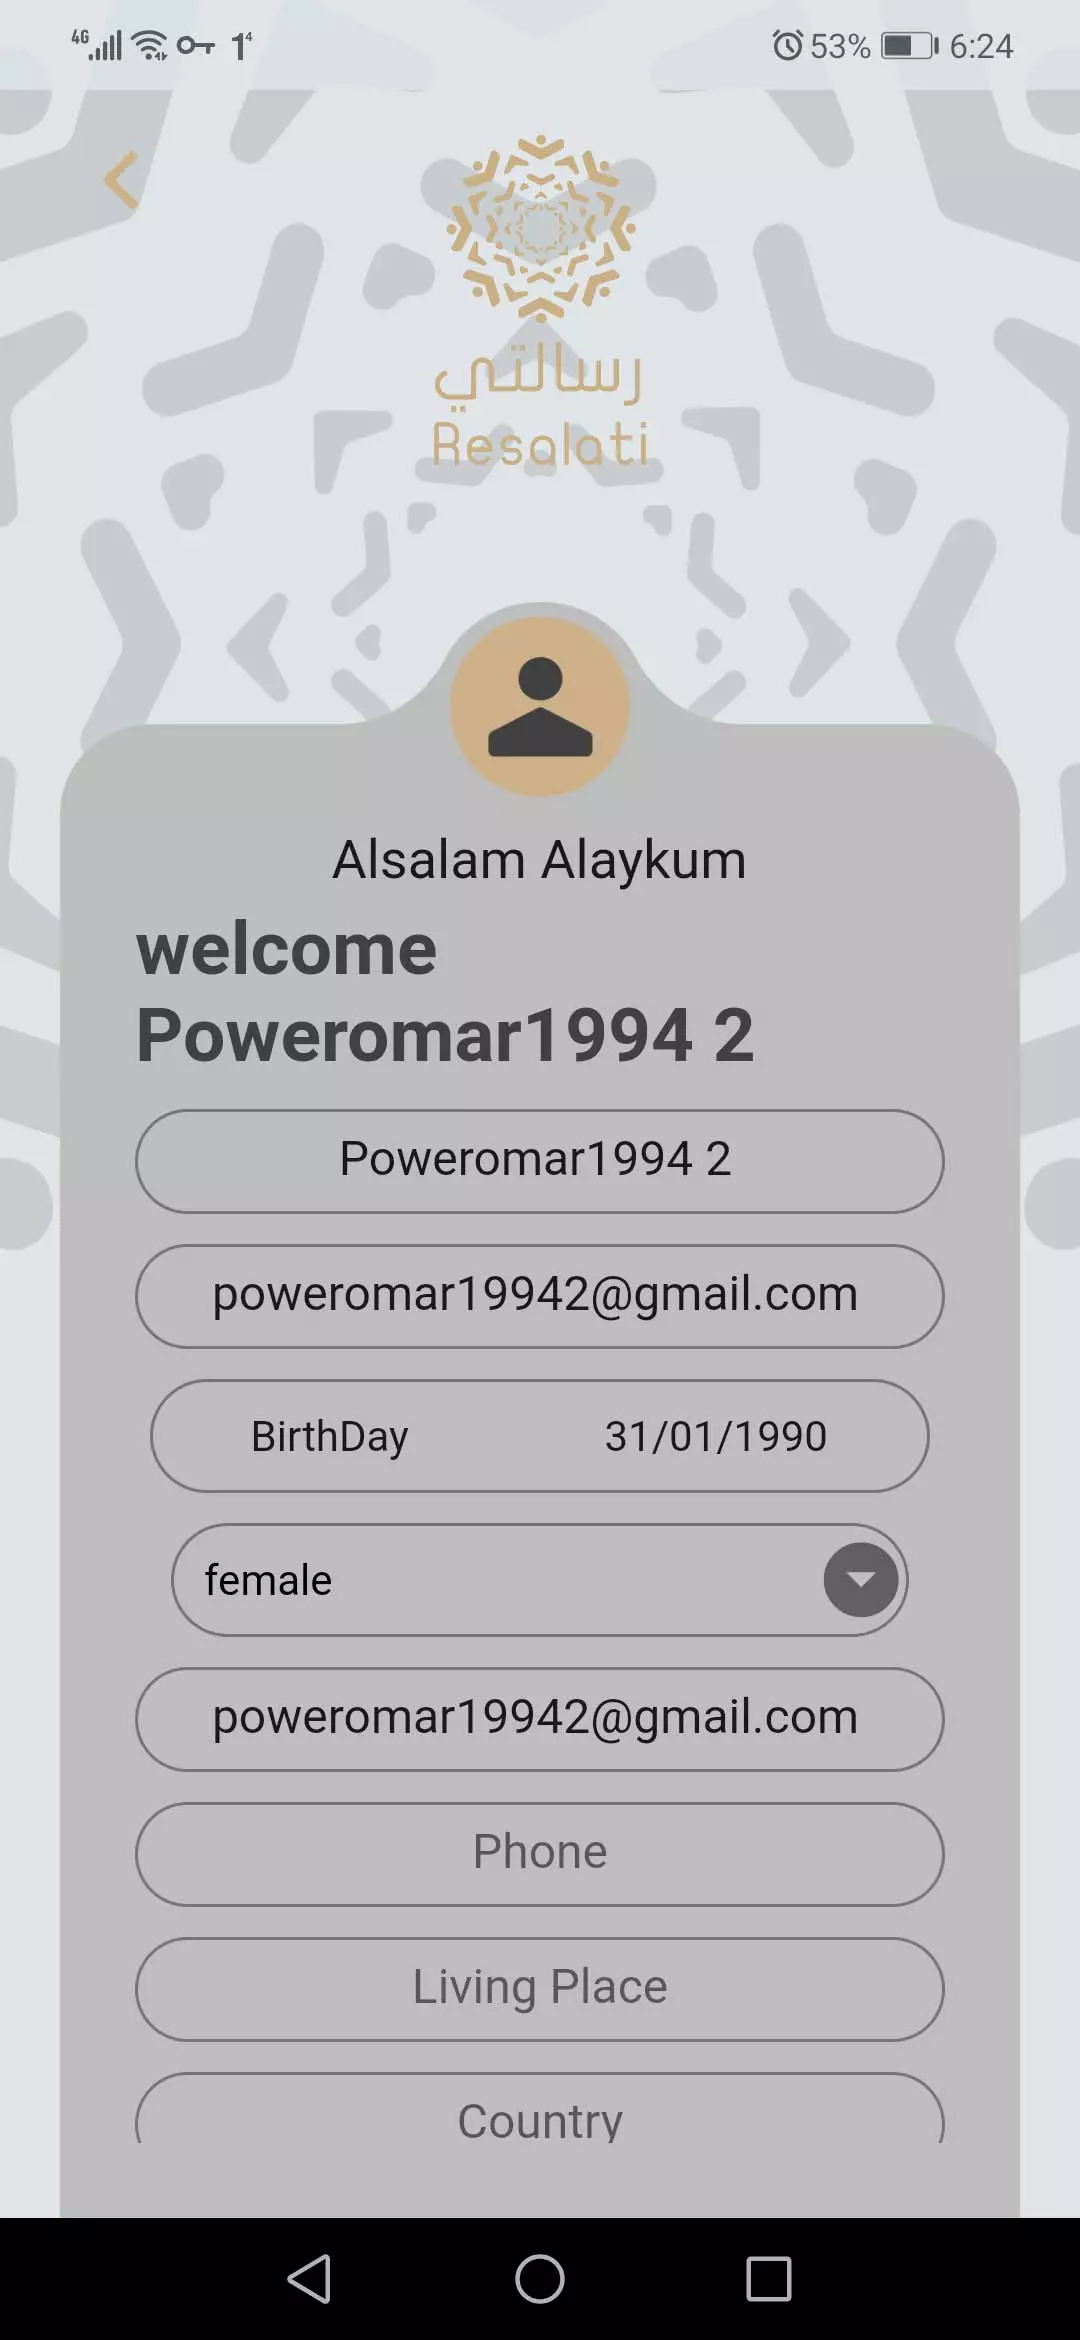 4G 1 4 53% 6:24
رسالتي
Resalati
Alsalam Alaykum
welcome
Poweromar1994 2
Poweromar1994 2
poweromar19942@gmail.com
BirthDay 31/01/1990
female
poweromar19942@gmail.com
Phone
Living Place
Country